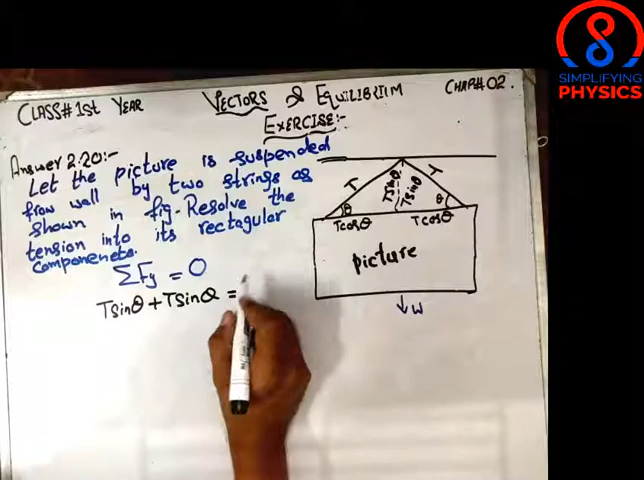 SIMPLIFYING
PHYSICS
CLASS# 1st YEAR
VECTORS & EQUILIBRIUM
CHAP# 02.
EXERCISE:-
Answer 2.20:-
Let the picture is suspended
from wall by two strings as
shown in fig. Resolve the
tension into its rectagular
componenets.
ΣFy = 0
Tsinθ + Tsinθ =
T
T
Tsinθ
Tsinθ
θ
θ
Tcosθ
Tcosθ
picture
W